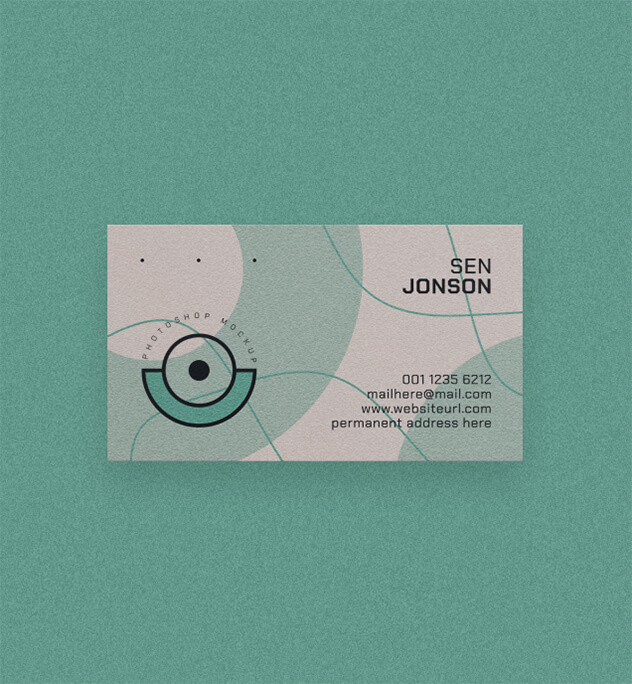 SEN
JONSON
PHOTOSHOP MOCKUP
001 1235 6212
mailhere@mail.com
www.websiteurl.com
permanent address here